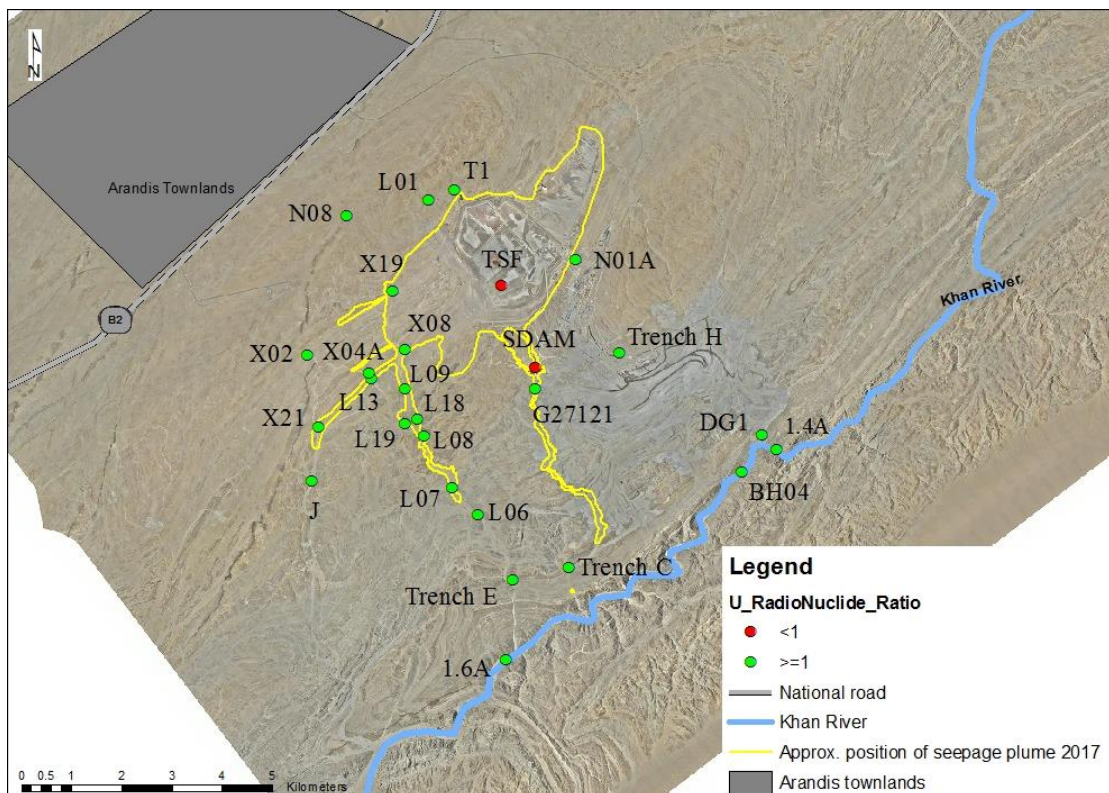 N
Arandis Townlands
T1
L01
N08
TSF
N01A
X19
Khan River
B2
X08
SDAM
Trench H
X02
X04A
L09
L13
L18
G27121
X21
L19
L08
DG1
1.4A
BH04
L07
J
L06
Trench C
Trench E
1.6A
Legend
U_RadioNuclide_Ratio
<1
>=1
National road
Khan River
Approx. position of seepage plume 2017
Arandis townlands
0 0.5 1 2 3 4 5
Kilometers